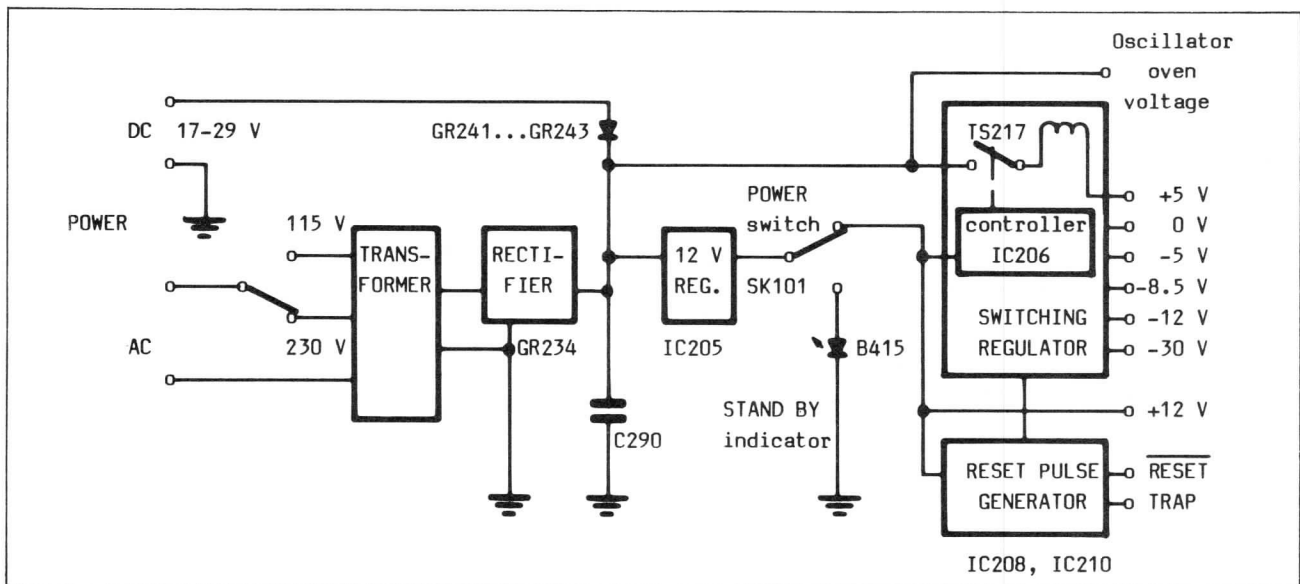 Oscillator
oven
voltage
DC 17-29 V
GR241...GR243
TS217
POWER
115 V
POWER
switch
+5 V
0 V
-5 V
-8.5 V
-12 V
-30 V
controller
IC206
TRANS-
FORMER
RECTI-
FIER
12 V
REG.
SK101
SWITCHING
REGULATOR
AC
230 V
GR234
IC205
B415
STAND BY
indicator
+12 V
C290
RESET PULSE
GENERATOR
RESET
TRAP
IC208, IC210